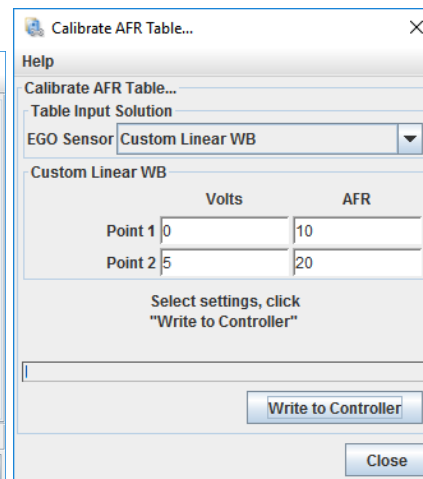 Calibrate AFR Table...
Help
Calibrate AFR Table...
Table Input Solution
EGO Sensor Custom Linear WB
Custom Linear WB
Volts AFR
Point 1 0 10
Point 2 5 20
Select settings, click
"Write to Controller"
Write to Controller
Close